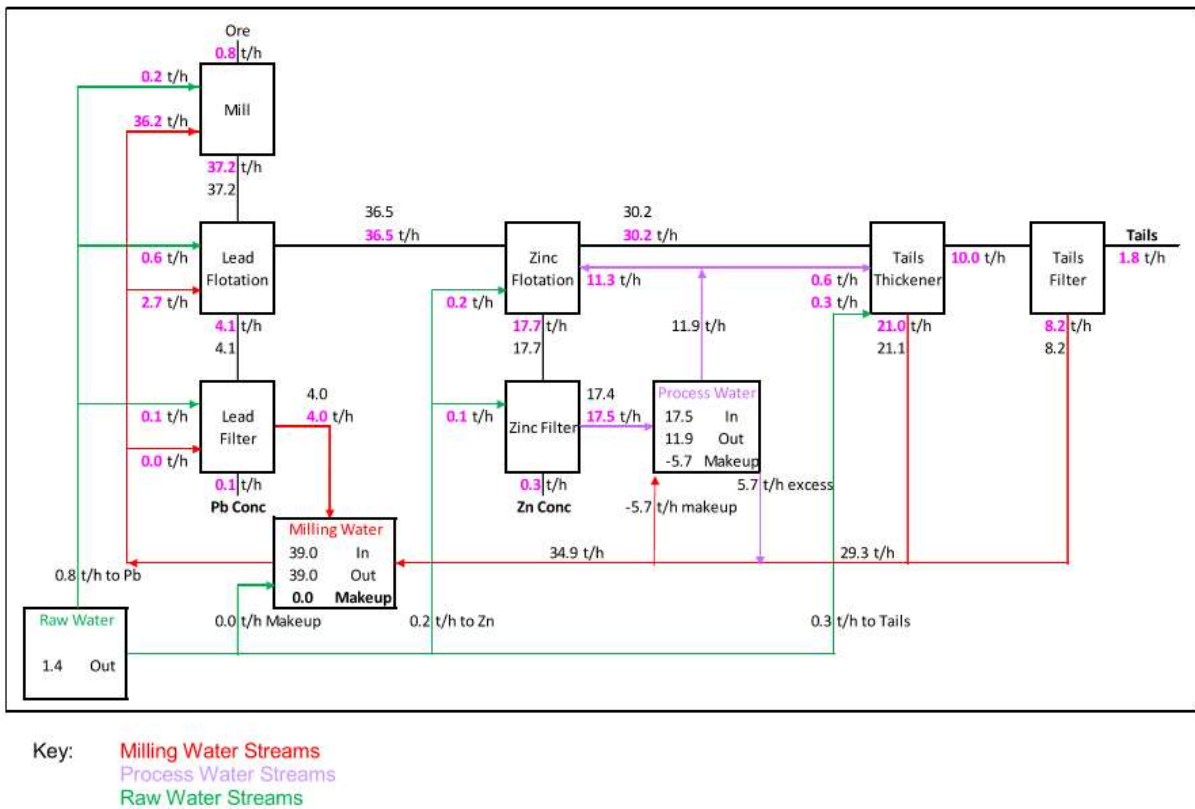 Ore
0.8 t/h
0.2 t/h
Mill
36.2 t/h
37.2 t/h
37.2
36.5
36.5 t/h
30.2
30.2 t/h
Lead
Flotation
0.6 t/h
2.7 t/h
4.1 t/h
4.1
Zinc
Flotation
0.2 t/h
11.3 t/h
17.7 t/h
17.7
11.9 t/h
0.6 t/h
0.3 t/h
Tails
Thickener
10.0 t/h
21.0 t/h
21.1
Tails
Filter
8.2 t/h
8.2
Tails
1.8 t/h
Lead
Filter
0.1 t/h
0.0 t/h
4.0
4.0 t/h
0.1 t/h
Pb Conc
Zinc Filter
0.1 t/h
17.4
17.5 t/h
0.3 t/h
Zn Conc
Process Water
17.5 In
11.9 Out
-5.7 Makeup
5.7 t/h excess
-5.7 t/h makeup
Milling Water
39.0 In
39.0 Out
0.0 Makeup
34.9 t/h
29.3 t/h
0.8 t/h to Pb
0.0 t/h Makeup
0.2 t/h to Zn
0.3 t/h to Tails
Raw Water
1.4 Out
Key:
Milling Water Streams
Process Water Streams
Raw Water Streams